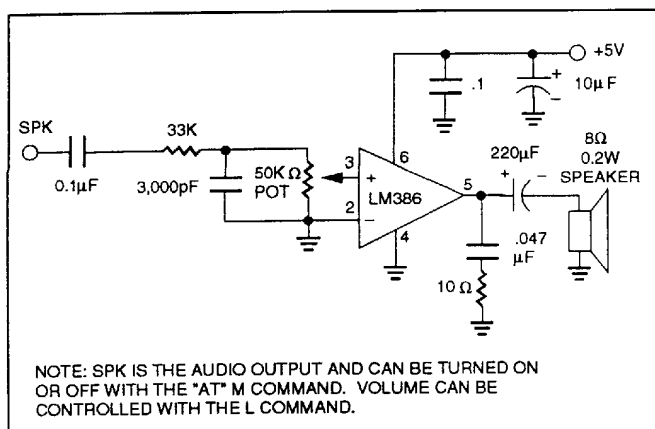 +5V
.1
+
10µF
–
SPK
33K
0.1µF
3,000pF
50KΩ
POT
3
+
2
–
LM386
6
4
5
220µF
+
–
8Ω
0.2W
SPEAKER
.047
µF
10Ω
NOTE: SPK IS THE AUDIO OUTPUT AND CAN BE TURNED ON
OR OFF WITH THE "AT" M COMMAND. VOLUME CAN BE
CONTROLLED WITH THE L COMMAND.